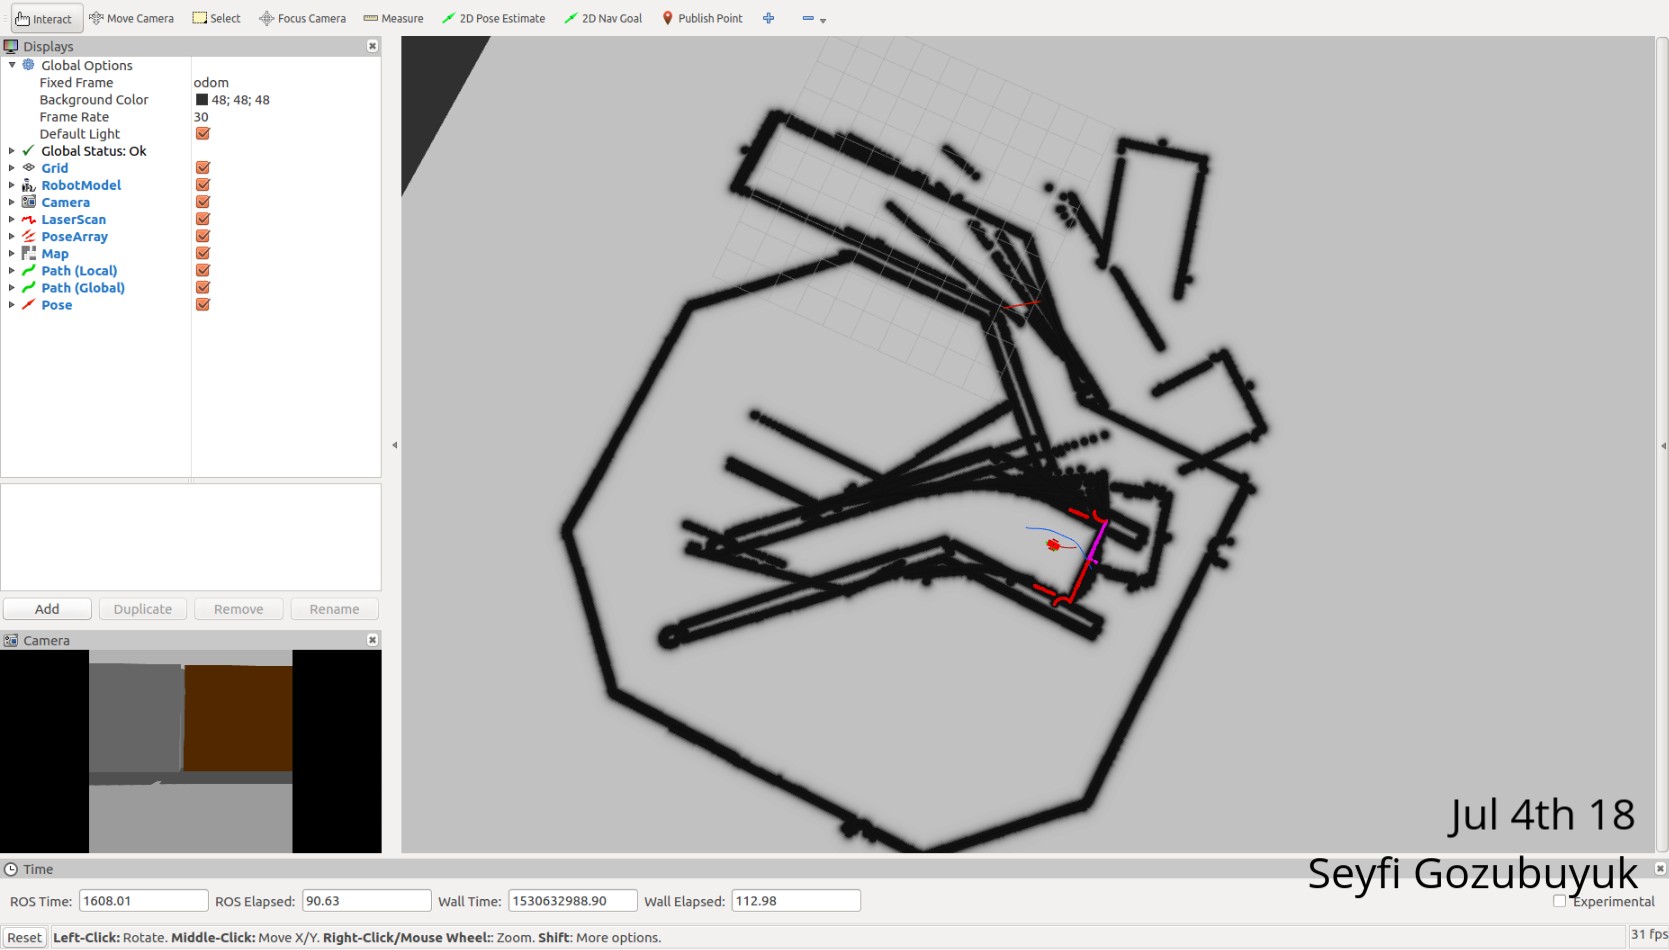 Interact Move Camera Select Focus Camera Measure 2D Pose Estimate 2D Nav Goal Publish Point
Displays
Global Options
Fixed Frame odom
Background Color 48; 48; 48
Frame Rate 30
Default Light
Global Status: Ok
Grid
RobotModel
Camera
LaserScan
PoseArray
Map
Path (Local)
Path (Global)
Pose
Add Duplicate Remove Rename
Camera
Jul 4th 18
Seyfi Gozubuyuk
Time
ROS Time: 1608.01 ROS Elapsed: 90.63 Wall Time: 1530632988.90 Wall Elapsed: 112.98 Experimental
Reset Left-Click: Rotate. Middle-Click: Move X/Y. Right-Click/Mouse Wheel:: Zoom. Shift: More options. 31 fps